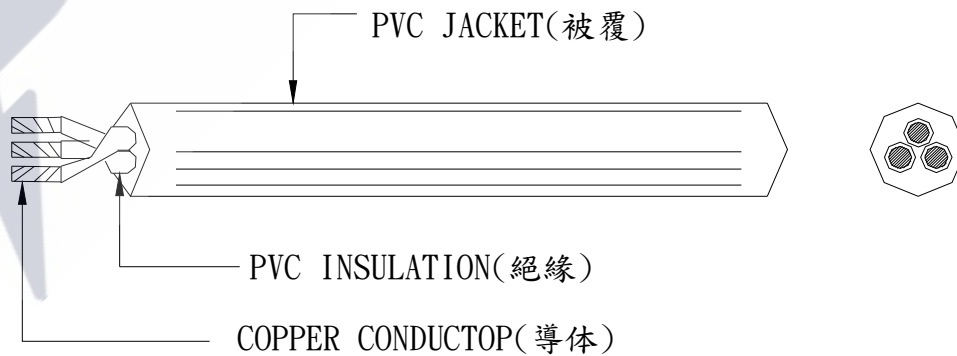 PVC JACKET(被覆)
PVC INSULATION(絕緣)
COPPER CONDUCTOP(導体)